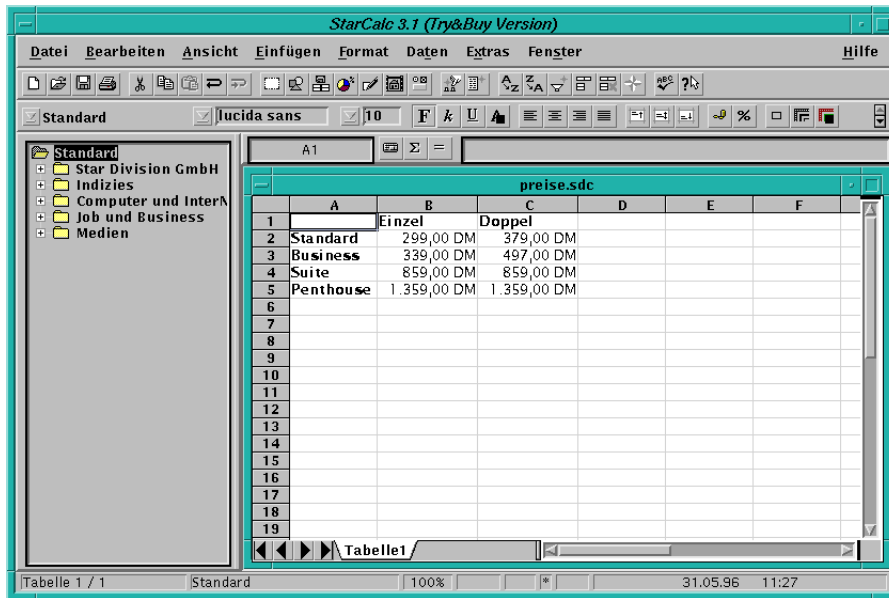 StarCalc 3.1 (Try&Buy Version)
Datei Bearbeiten Ansicht Einfügen Format Daten Extras Fenster Hilfe
Standard lucida sans 10 F k U A %
Standard
Star Division GmbH
Indizies
Computer und InterN
Job und Business
Medien
A1 Σ =
preise.sdc
A B C D E F
1 Einzel Doppel
2 Standard 299,00 DM 379,00 DM
3 Business 339,00 DM 497,00 DM
4 Suite 859,00 DM 859,00 DM
5 Penthouse 1.359,00 DM 1.359,00 DM
6
7
8
9
10
11
12
13
14
15
16
17
18
19
Tabelle1
Tabelle 1 / 1 Standard 100% * 31.05.96 11:27